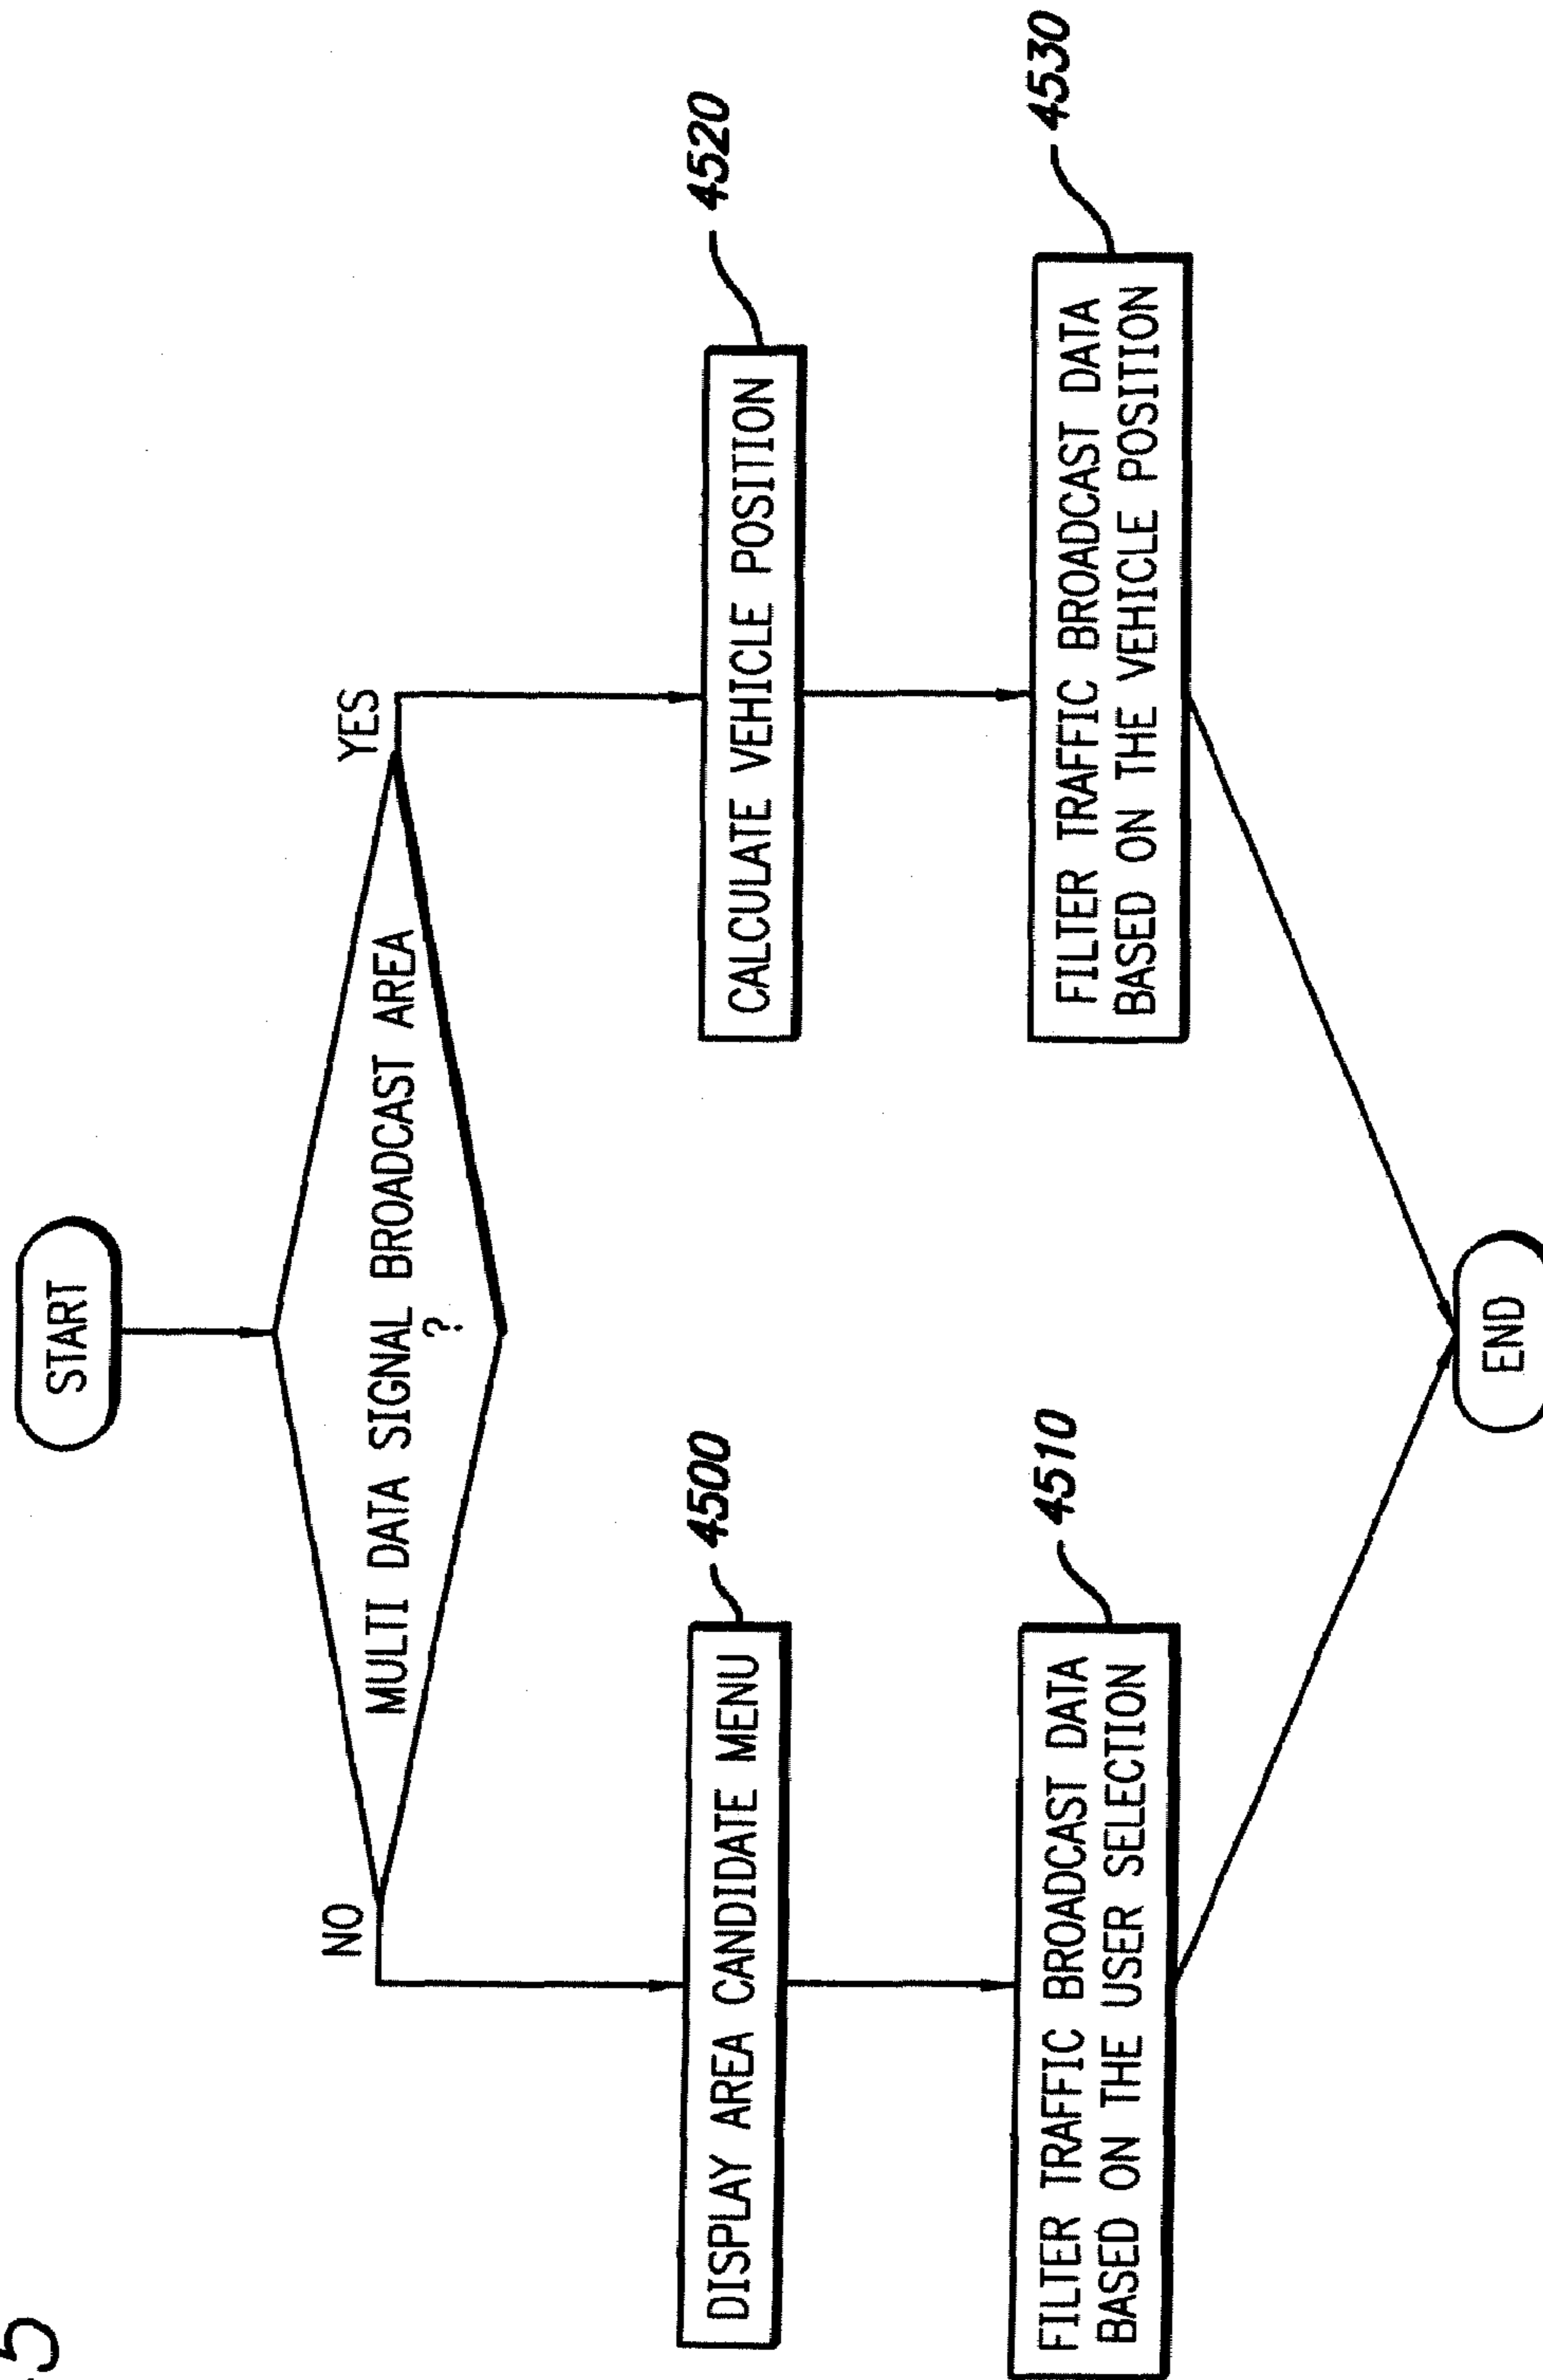 START
MULTI DATA SIGNAL BROADCAST AREA
?
NO
YES
4500
DISPLAY AREA CANDIDATE MENU
4520
CALCULATE VEHICLE POSITION
4510
FILTER TRAFFIC BROADCAST DATA
BASED ON THE USER SELECTION
4530
FILTER TRAFFIC BROADCAST DATA
BASED ON THE VEHICLE POSITION
END